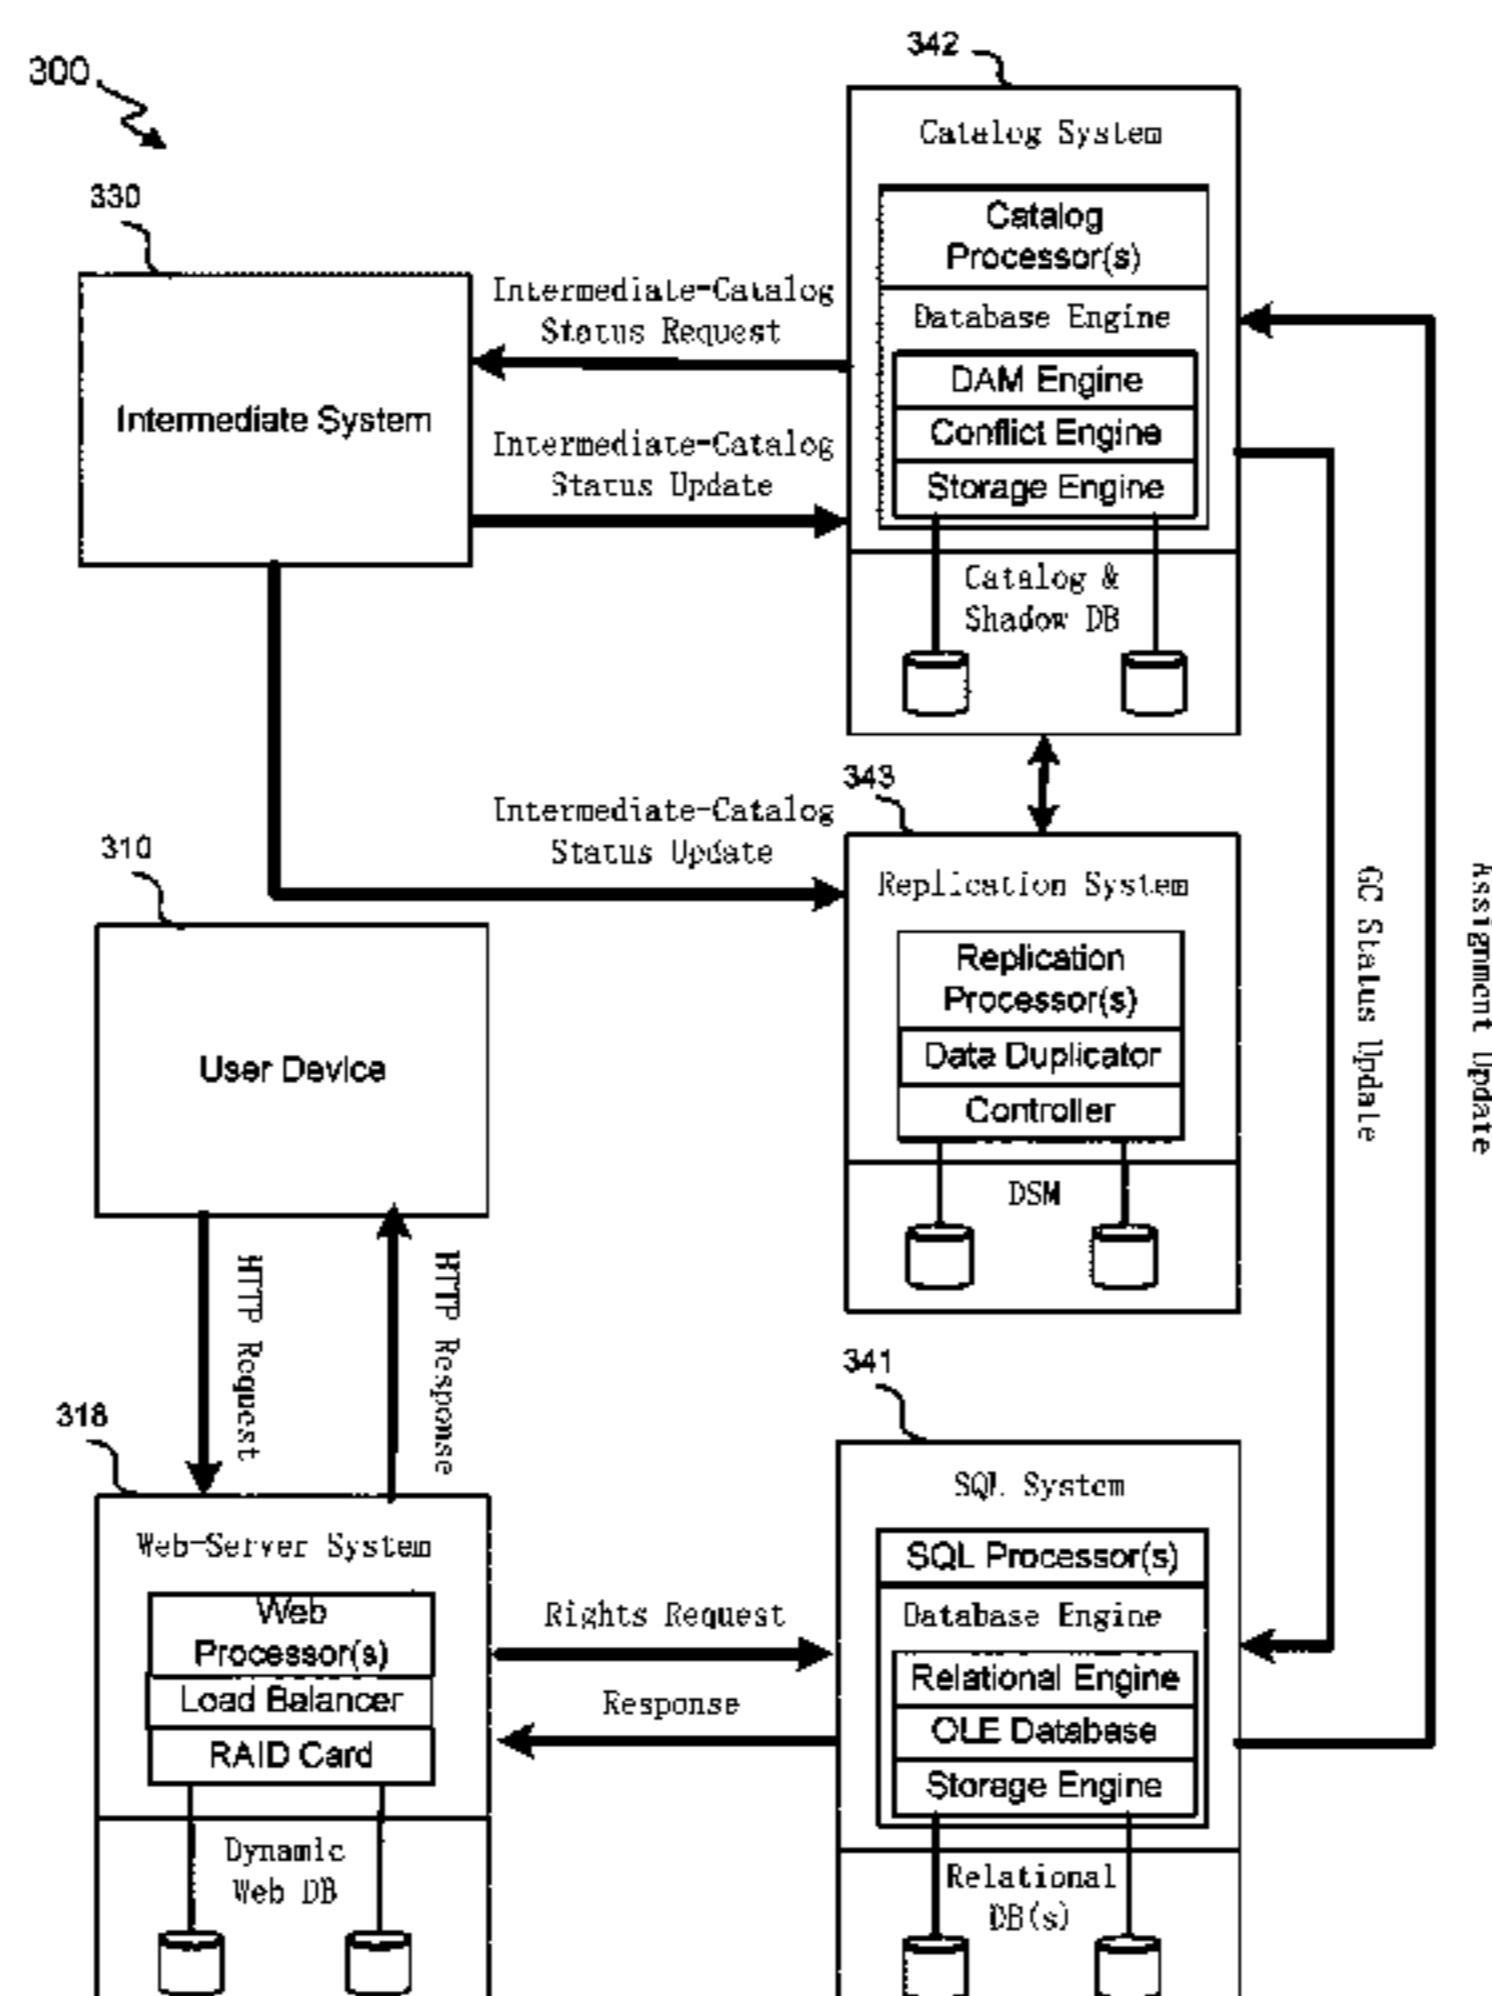 300
342
Catalog System
Catalog
Processor(s)
Database Engine
DAM Engine
Conflict Engine
Storage Engine
Catalog &
Shadow DB
330
Intermediate System
Intermediate-Catalog
Status Request
Intermediate-Catalog
Status Update
Intermediate-Catalog
Status Update
343
Replication System
Replication
Processor(s)
Data Duplicator
Controller
DSM
GC Status Update
Assignment Update
310
User Device
HTTP Request
HTTP Response
318
Web-Server System
Web
Processor(s)
Load Balancer
RAID Card
Dynamic
Web DB
Rights Request
Response
341
SQL System
SQL Processor(s)
Database Engine
Relational Engine
OLE Database
Storage Engine
Relational
DB(s)